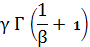 γ Γ (1/β + 1)